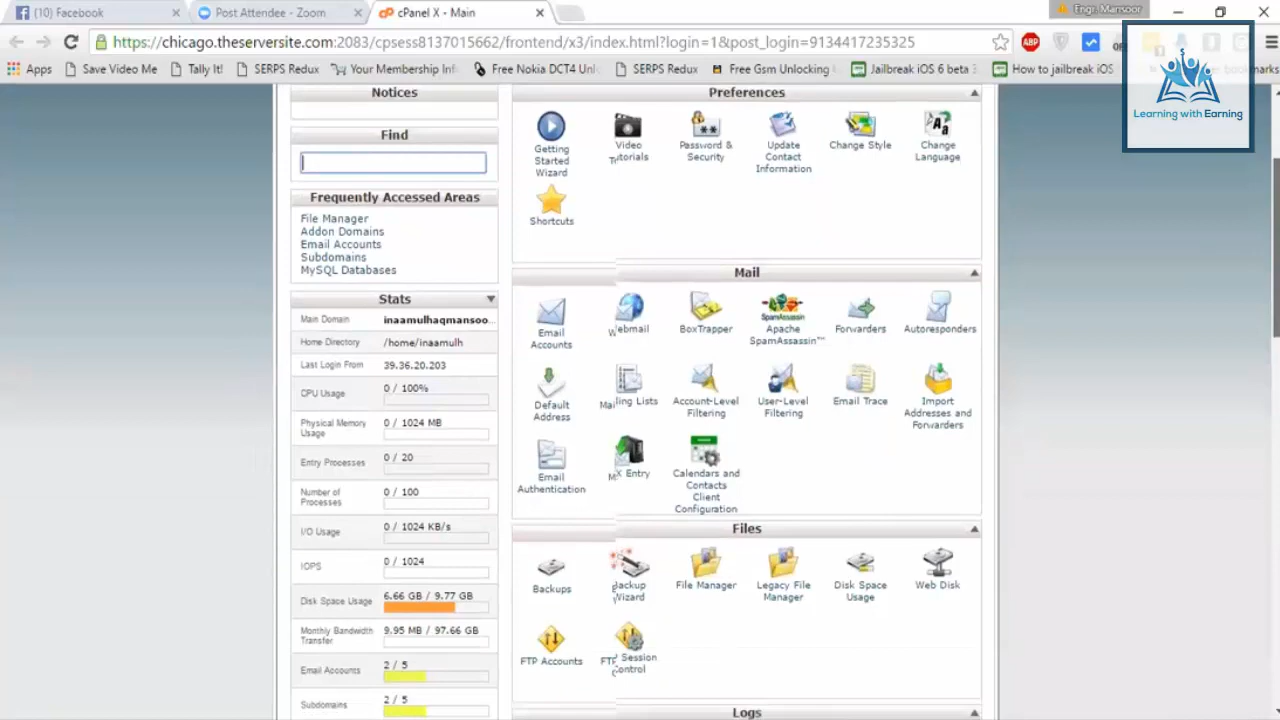 (10) Facebook
Post Attendee - Zoom
cPanel X - Main
Engr. Mansoor
https://chicago.theserversite.com:2083/cpsess8137015662/frontend/x3/index.html?login=1&post_login=9134417235325
ABP
Apps
Save Video Me
Tally It!
SERPS Redux
Your Membership In
Free Nokia DCT4 Unl
SERPS Redux
Free Gsm Unlocking
Jailbreak iOS 6 beta
How to jailbreak iOS
Learning with Earning
Notices
Find
Frequently Accessed Areas
File Manager
Addon Domains
Email Accounts
Subdomains
MySQL Databases
Stats
Main Domain inaamulhaqmansoo...
Home Directory /home/inaamulh
Last Login From 39.36.20.203
CPU Usage 0 / 100%
Physical Memory Usage 0 / 1024 MB
Entry Processes 0 / 20
Number of Processes 0 / 100
I/O Usage 0 / 1024 KB/s
IOPS 0 / 1024
Disk Space Usage 6.66 GB / 9.77 GB
Monthly Bandwidth Transfer 9.95 MB / 97.66 GB
Email Accounts 2 / 5
Subdomains 2 / 5
Preferences
Getting Started Wizard
Video Tutorials
Password & Security
Update Contact Information
Change Style
Change Language
Shortcuts
Mail
Email Accounts
Webmail
BoxTrapper
SpamAssassin
Apache SpamAssassin™
Forwarders
Autoresponders
Default Address
Mailing Lists
Account-Level Filtering
User-Level Filtering
Email Trace
Import Addresses and Forwarders
Email Authentication
MX Entry
Calendars and Contacts Client Configuration
Files
Backups
Backup Wizard
File Manager
Legacy File Manager
Disk Space Usage
Web Disk
FTP Accounts
FTP Session Control
Logs